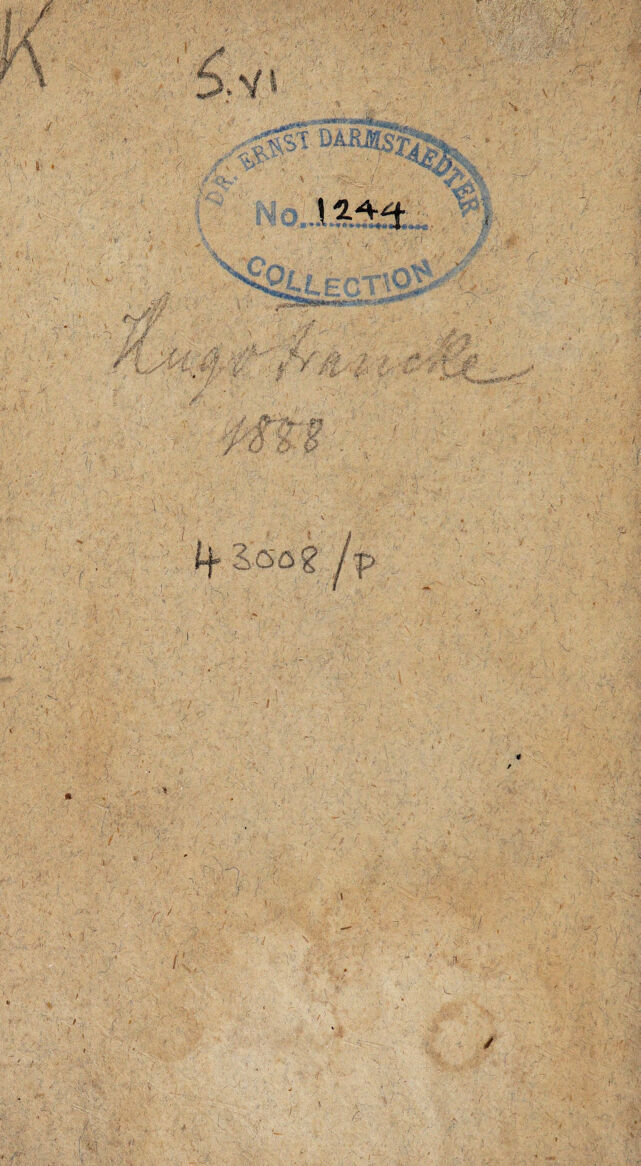 K
S.VI
DR. ERNST DARMSTAEDTER
No. 1244
COLLECTION
Hugo Francke
1888
43008/P